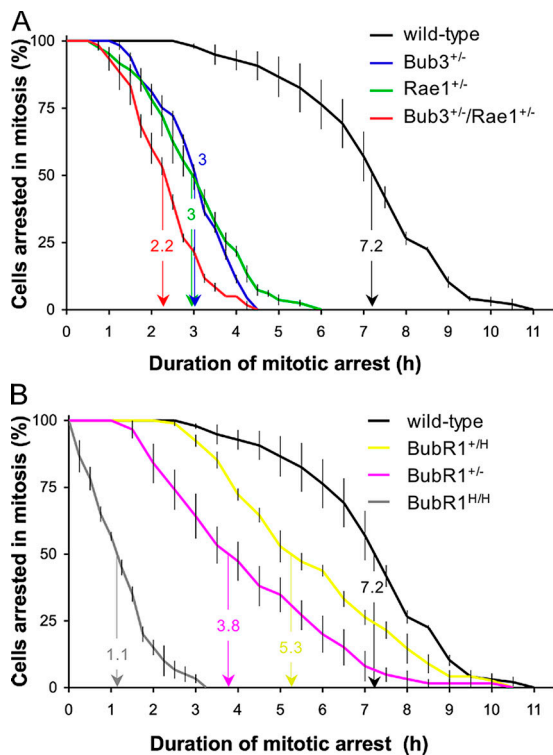 A
Cells arrested in mitosis (%)
100
75
50
25
0
wild-type
Bub3+/-
Rae1+/-
Bub3+/-/Rae1+/-
3
3
2.2
7.2
0 1 2 3 4 5 6 7 8 9 10 11
Duration of mitotic arrest (h)
B
Cells arrested in mitosis (%)
100
75
50
25
0
wild-type
BubR1+/H
BubR1+/-
BubR1H/H
7.2
1.1
3.8
5.3
0 1 2 3 4 5 6 7 8 9 10 11
Duration of mitotic arrest (h)